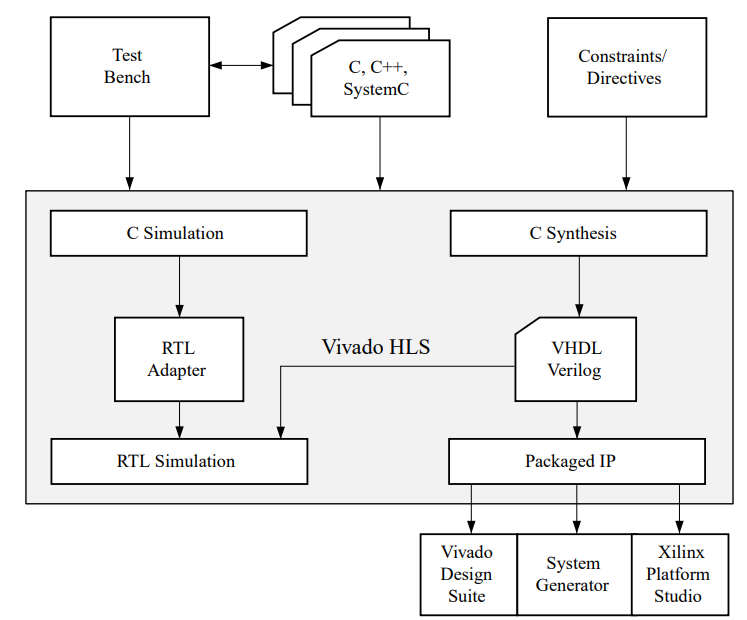 Test
Bench
C, C++,
SystemC
Constraints/
Directives
C Simulation
C Synthesis
RTL
Adapter
Vivado HLS
VHDL
Verilog
RTL Simulation
Packaged IP
Vivado
Design
Suite
System
Generator
Xilinx
Platform
Studio